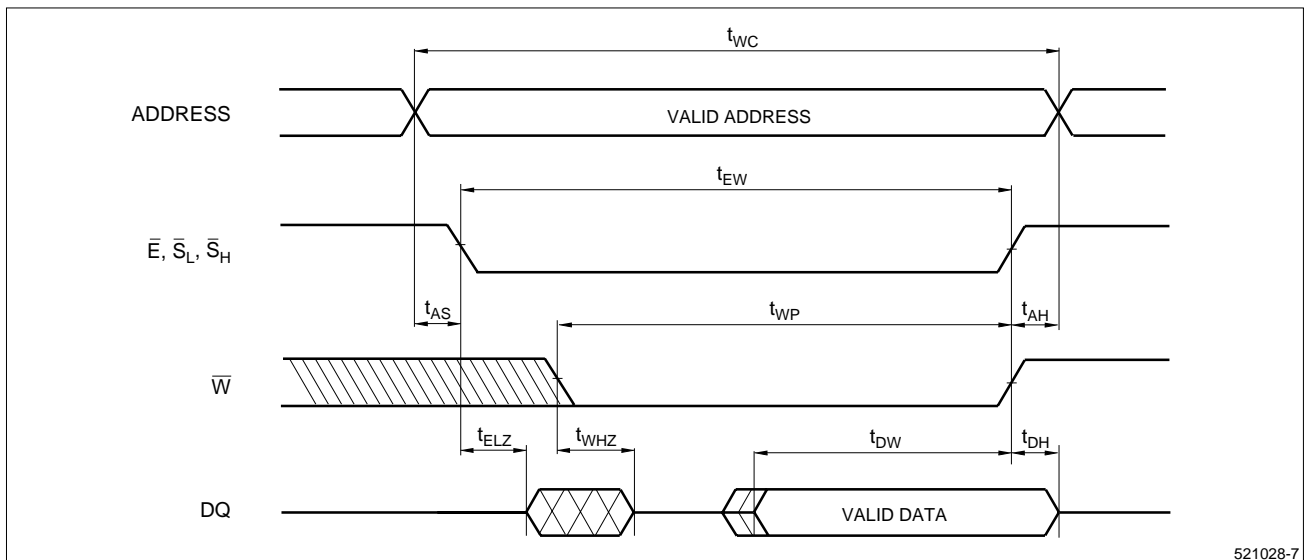 tWC
ADDRESS
VALID ADDRESS
tEW
E̅, S̅L, S̅H
tAS
tWP
tAH
W̅
tELZ
tWHZ
tDW
tDH
DQ
VALID DATA
521028-7